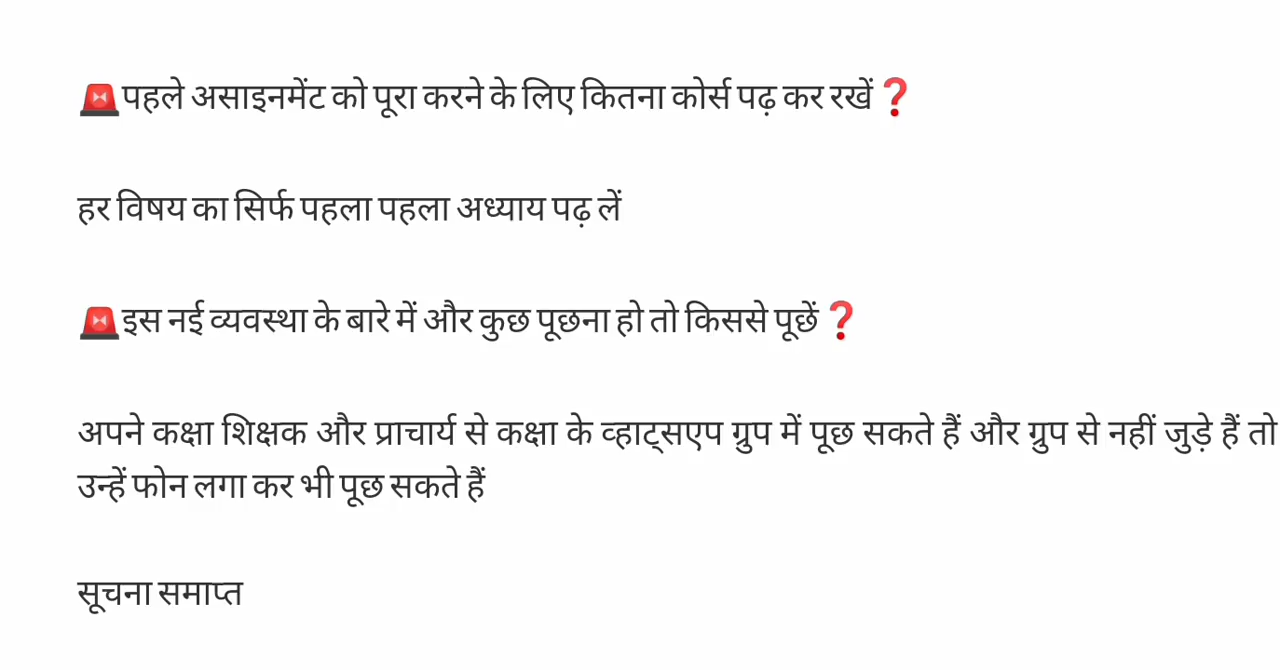 🚨पहले असाइनमेंट को पूरा करने के लिए कितना कोर्स पढ़ कर रखें❓
हर विषय का सिर्फ पहला पहला अध्याय पढ़ लें
🚨इस नई व्यवस्था के बारे में और कुछ पूछना हो तो किससे पूछें❓
अपने कक्षा शिक्षक और प्राचार्य से कक्षा के व्हाट्सएप ग्रुप में पूछ सकते हैं और ग्रुप से नहीं जुड़े हैं तो
उन्हें फोन लगा कर भी पूछ सकते हैं
सूचना समाप्त